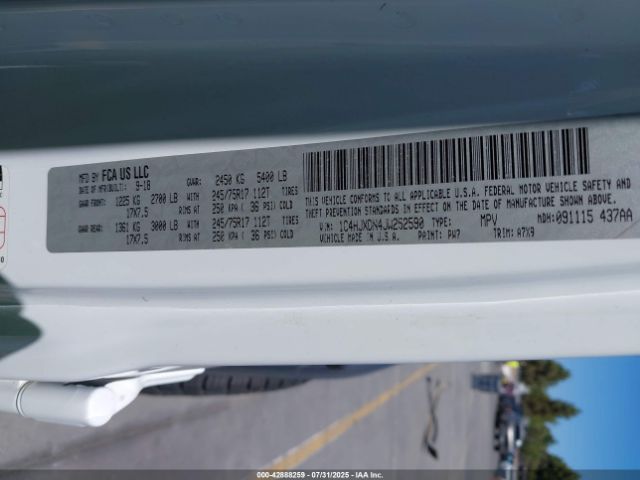 MFD BY FCA US LLC
DATE OF MFR(BUILT): 9-18 GVWR: 2450 KG 5400 LB
GAWR FRONT: 1225 KG 2700 LB WITH 245/75R17 112T TIRES
17X7.5 RIMS AT 250 KPA ( 36 PSI) COLD
GAWR REAR: 1361 KG 3000 LB WITH 245/75R17 112T TIRES
17X7.5 RIMS AT 250 KPA ( 36 PSI) COLD
THIS VEHICLE CONFORMS TO ALL APPLICABLE U.S.A. FEDERAL MOTOR VEHICLE SAFETY AND
THEFT PREVENTION STANDARDS IN EFFECT ON THE DATE OF MANUFACTURE SHOWN ABOVE.
VIN: 1C4HJXDN4JW252590 TYPE: MPV MDH: 091115 437AA
VEHICLE MADE IN U.S.A. PAINT: PW7 TRIM: A7X9
000-42888259 - 07/31/2025 - IAAI.com